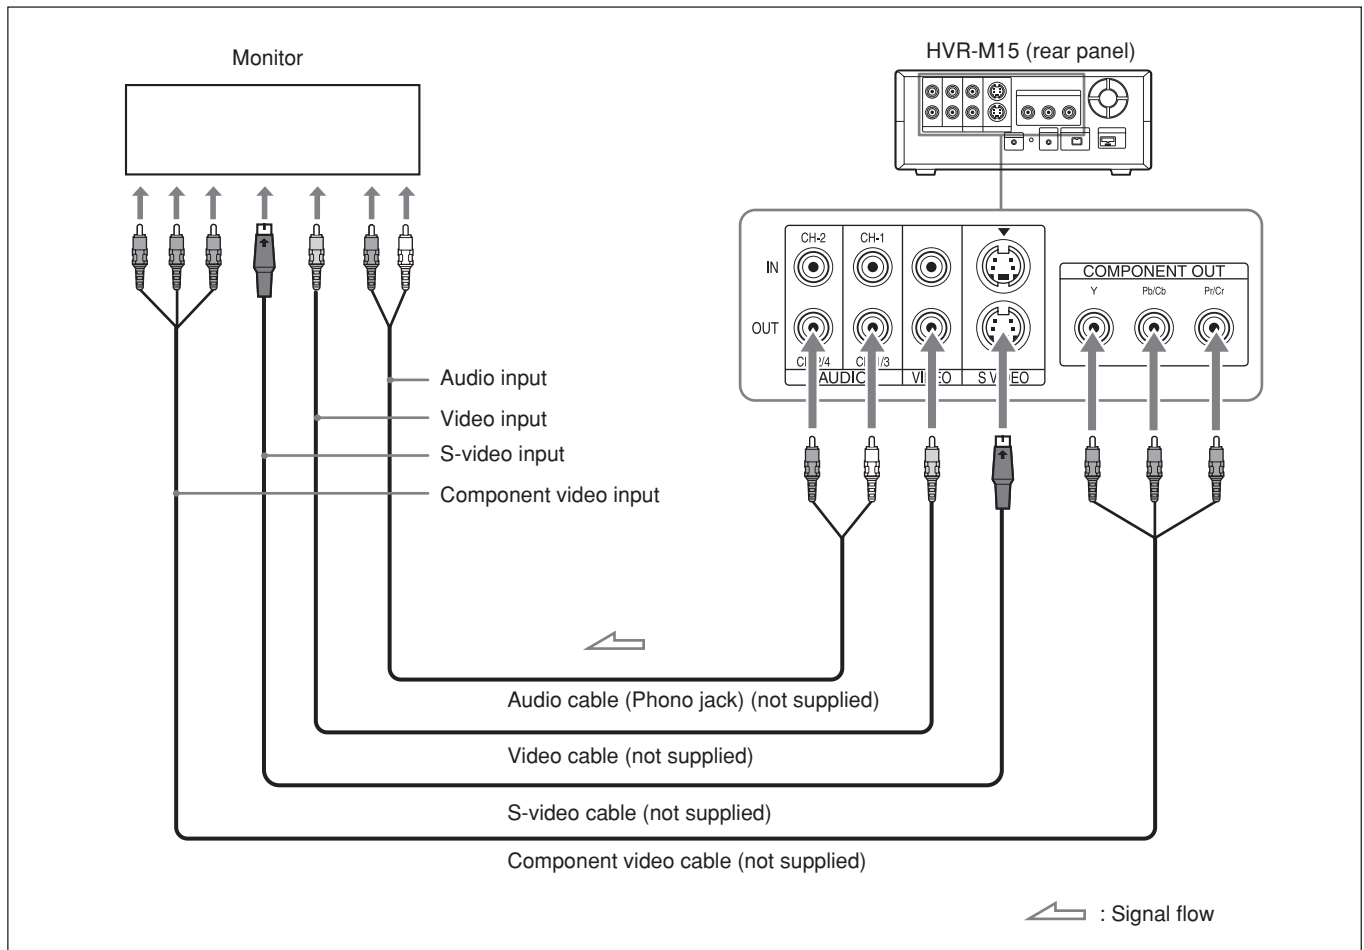 Monitor
HVR-M15 (rear panel)
CH-2 CH-1
IN
COMPONENT OUT
Y Pb/Cb Pr/Cr
OUT
AUDIO S VIDEO
Audio input
Video input
S-video input
Component video input
Audio cable (Phono jack) (not supplied)
Video cable (not supplied)
S-video cable (not supplied)
Component video cable (not supplied)
: Signal flow